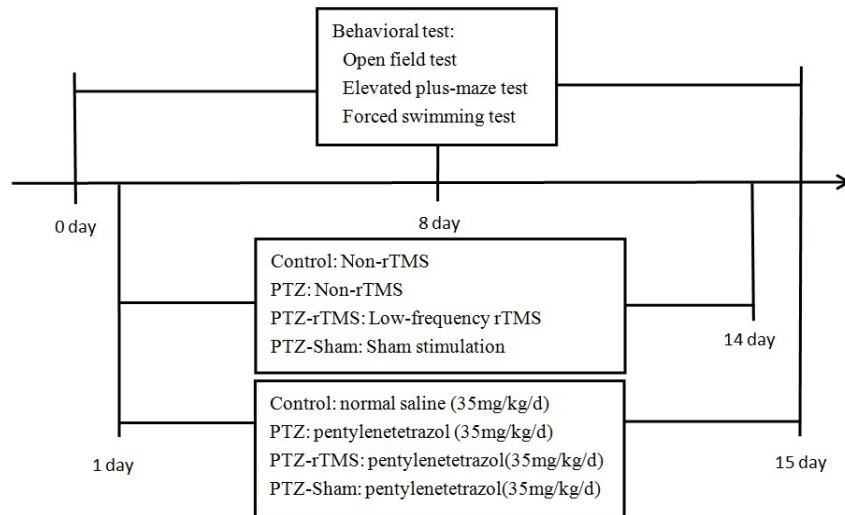 Behavioral test:
Open field test
Elevated plus-maze test
Forced swimming test
0 day
8 day
Control: Non-rTMS
PTZ: Non-rTMS
PTZ-rTMS: Low-frequency rTMS
PTZ-Sham: Sham stimulation
14 day
Control: normal saline (35mg/kg/d)
PTZ: pentylenetetrazol (35mg/kg/d)
PTZ-rTMS: pentylenetetrazol(35mg/kg/d)
PTZ-Sham: pentylenetetrazol(35mg/kg/d)
1 day
15 day